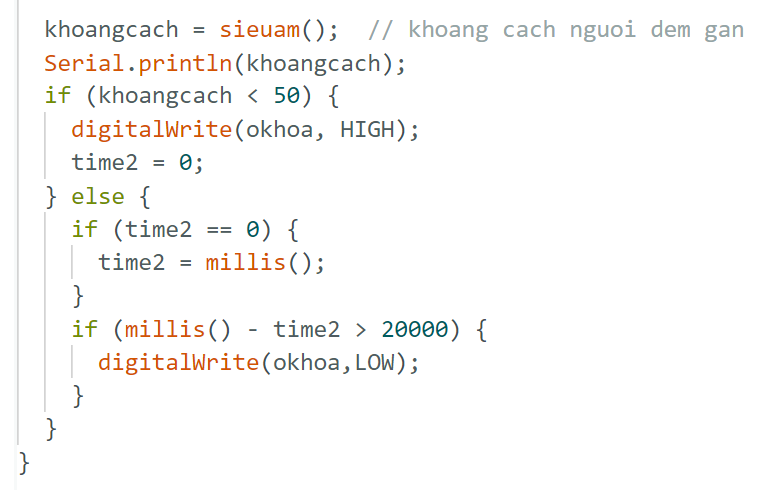 khoangcach = sieuam();  // khoang cach nguoi dem gan
Serial.println(khoangcach);
if (khoangcach < 50) {
digitalWrite(okhoa, HIGH);
time2 = 0;
} else {
if (time2 == 0) {
time2 = millis();
}
if (millis() - time2 > 20000) {
digitalWrite(okhoa,LOW);
}
}
}